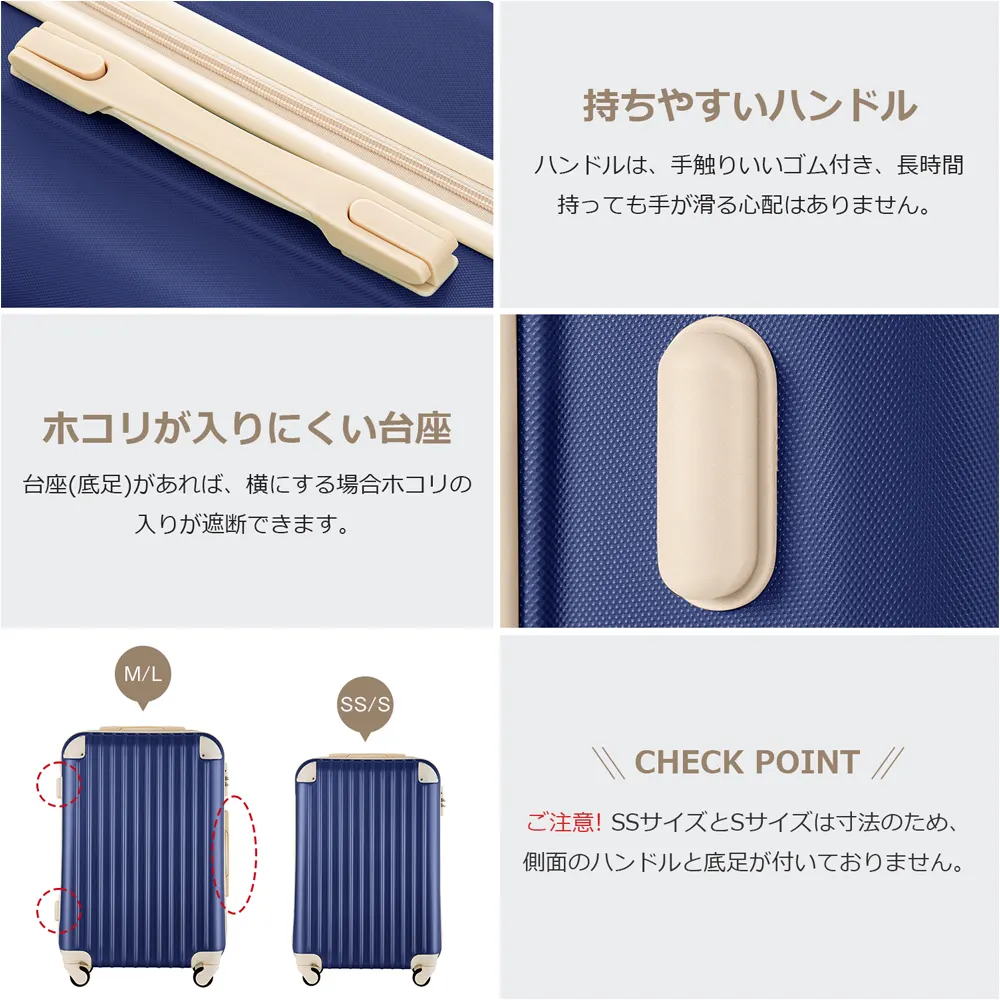 持ちやすいハンドル
ハンドルは、手触りいいゴム付き、長時間
持っても手が滑る心配はありません。
ホコリが入りにくい台座
台座(底足)があれば、横にする場合ホコリの
入りが遮断できます。
M/L
SS/S
CHECK POINT
ご注意! SSサイズとSサイズは寸法のため、
側面のハンドルと底足が付いておりません。